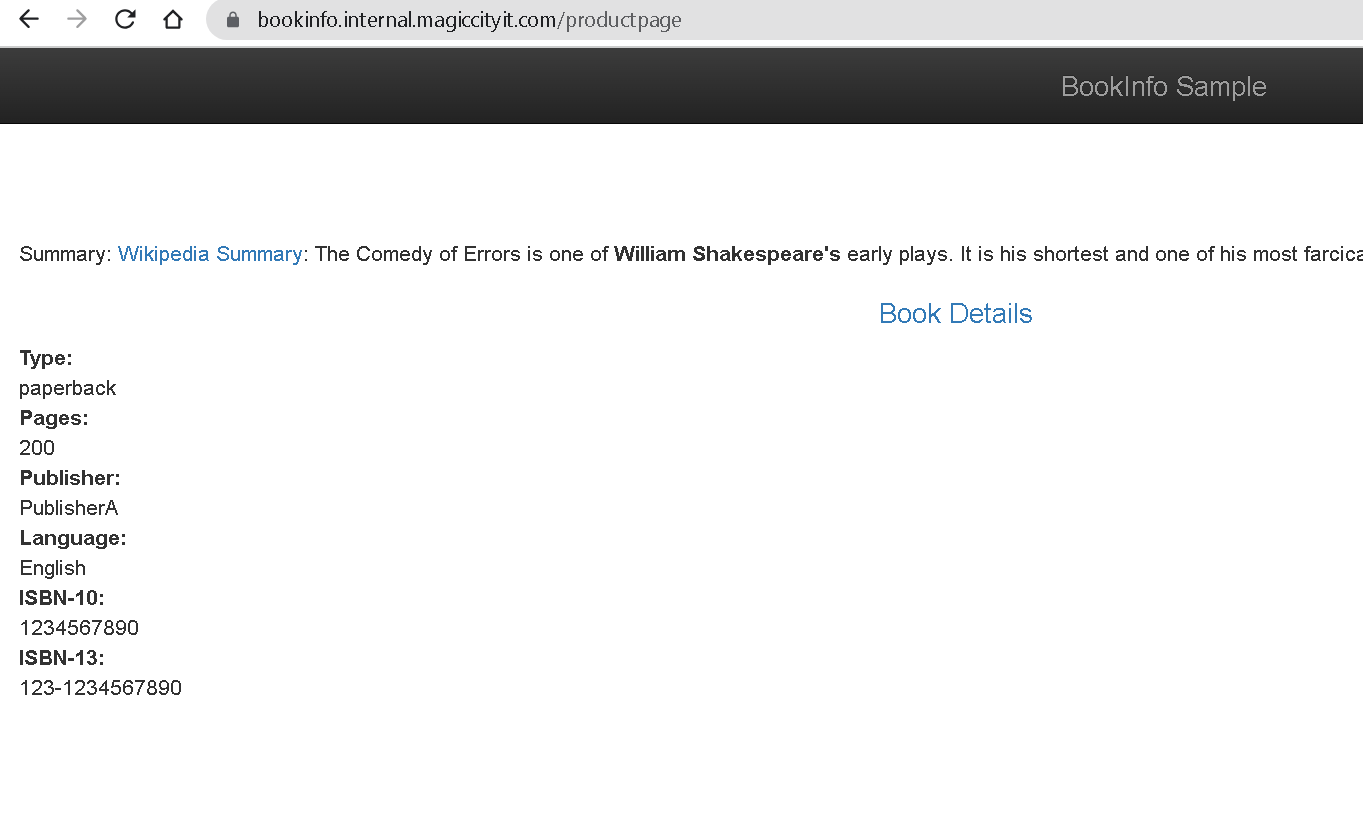 bookinfo.internal.magiccityit.com/productpage
BookInfo Sample
Summary: Wikipedia Summary: The Comedy of Errors is one of William Shakespeare's early plays. It is his shortest and one of his most
Book Details
Type:
paperback
Pages:
200
Publisher:
PublisherA
Language:
English
ISBN-10:
1234567890
ISBN-13:
123-1234567890